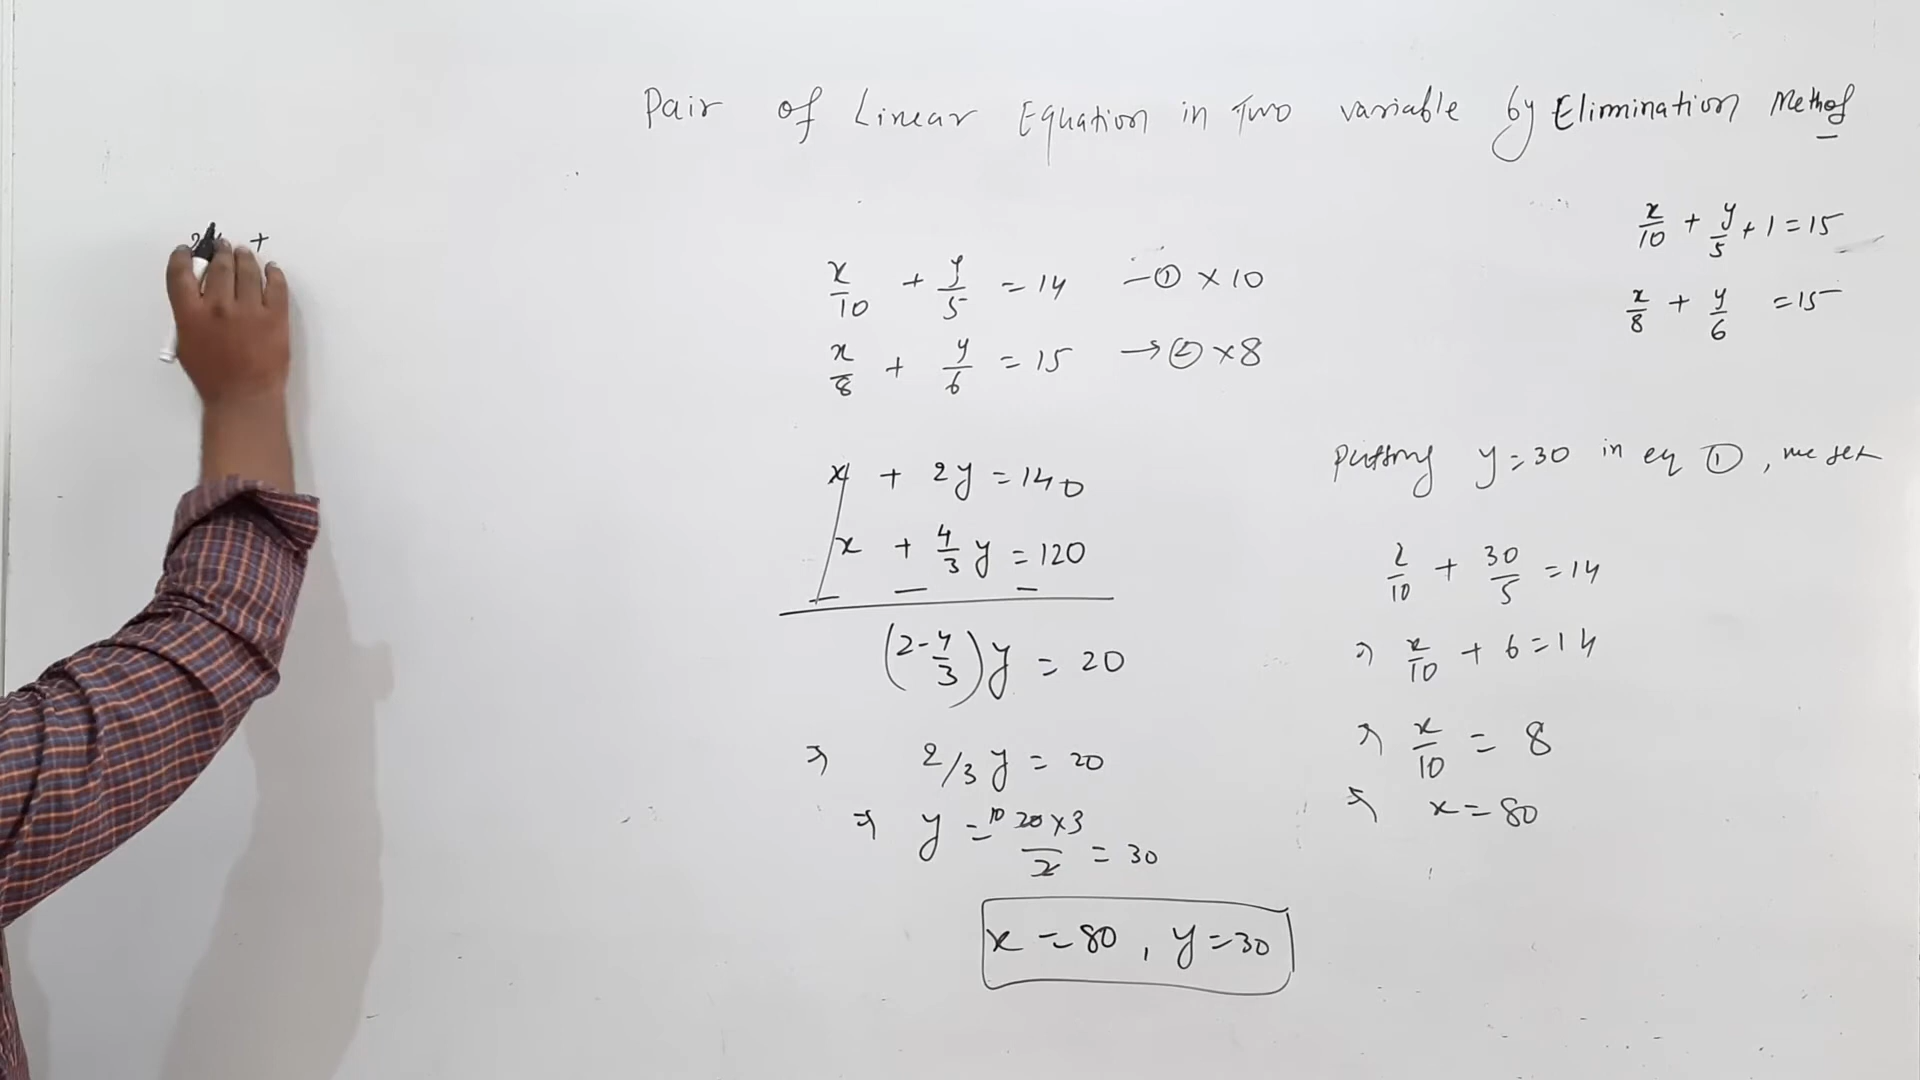 Pair of Linear Equation in Two variable by Elimination Method
x/10 + y/5 + 1 = 15
x/8 + y/6 = 15
x/10 + y/5 = 14 — ① × 10
x/8 + y/6 = 15 → ② × 8
x + 2y = 140
x + 4/3 y = 120
— — —
(2 - 4/3) y = 20
⇒ 2/3 y = 20
⇒ y = 10 20 × 3 / 2 = 30
x = 80 , y = 30
Putting y = 30 in eq ①, we get
x/10 + 30/5 = 14
⇒ x/10 + 6 = 14
⇒ x/10 = 8
⇒ x = 80
+